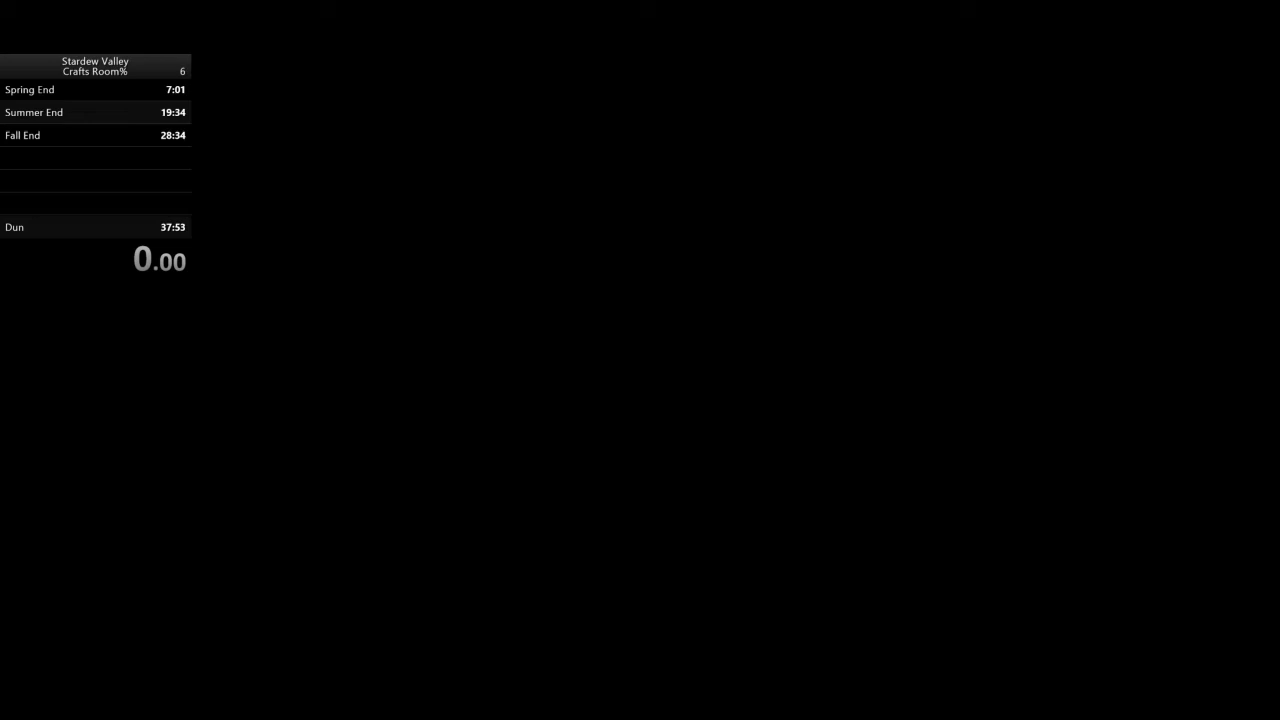 Stardew Valley
Crafts Room% 6
Spring End 7:01
Summer End 19:34
Fall End 28:34
Dun 37:53
0.00